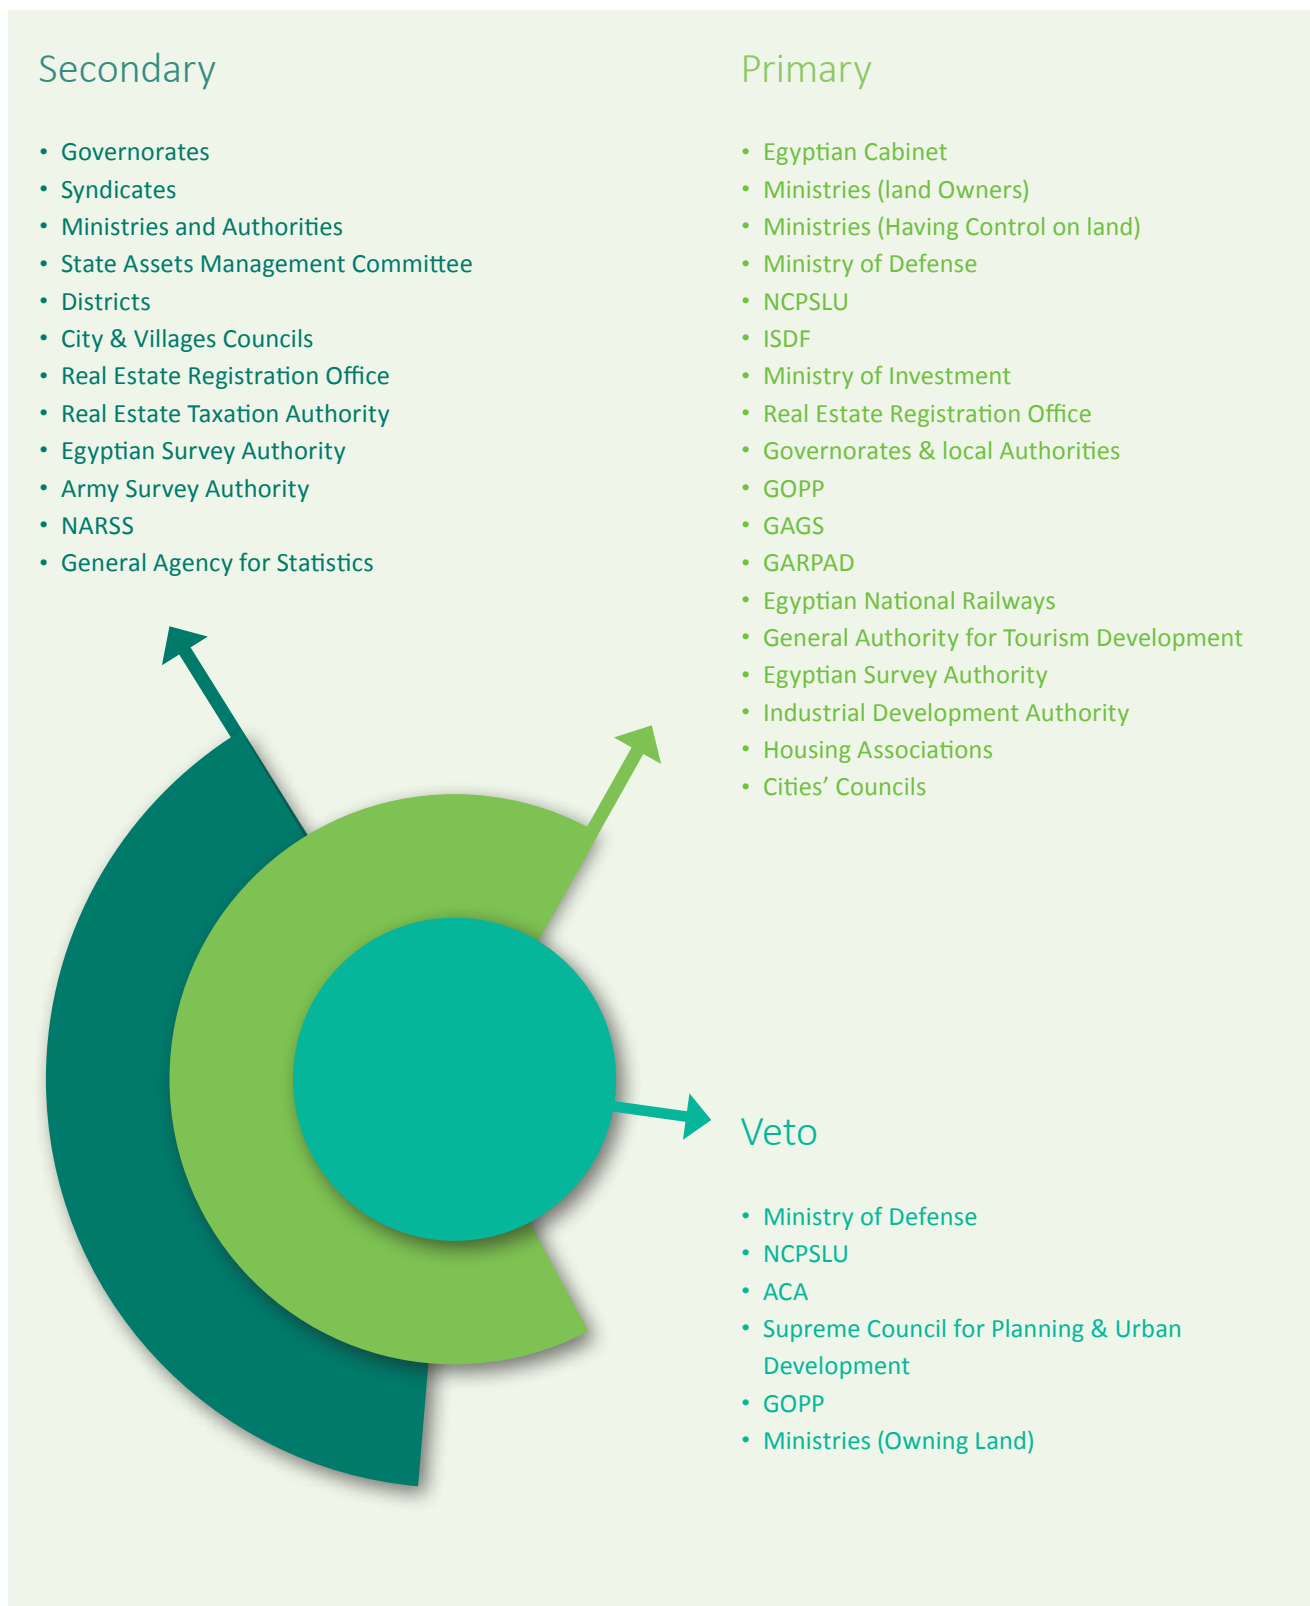 Secondary
• Governorates
• Syndicates
• Ministries and Authorities
• State Assets Management Committee
• Districts
• City & Villages Councils
• Real Estate Registration Office
• Real Estate Taxation Authority
• Egyptian Survey Authority
• Army Survey Authority
• NARSS
• General Agency for Statistics
Primary
• Egyptian Cabinet
• Ministries (land Owners)
• Ministries (Having Control on land)
• Ministry of Defense
• NCPSLU
• ISDF
• Ministry of Investment
• Real Estate Registration Office
• Governorates & local Authorities
• GOPP
• GAGS
• GARPAD
• Egyptian National Railways
• General Authority for Tourism Development
• Egyptian Survey Authority
• Industrial Development Authority
• Housing Associations
• Cities’ Councils
Veto
• Ministry of Defense
• NCPSLU
• ACA
• Supreme Council for Planning & Urban
Development
• GOPP
• Ministries (Owning Land)